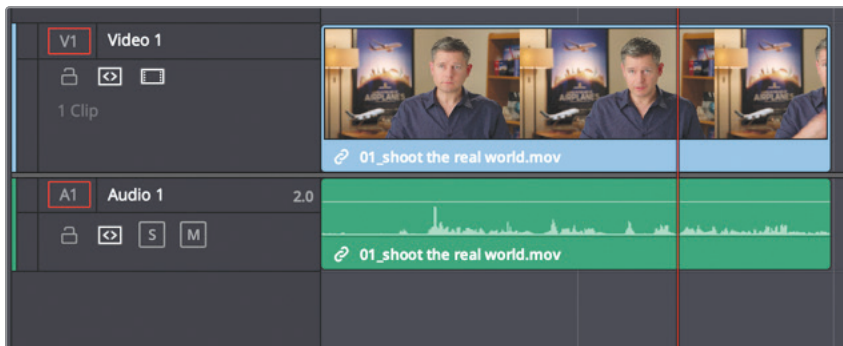 V1 Video 1
1 Clip
AIRPLANES
01_shoot the real world.mov
A1 Audio 1 2.0
S M
01_shoot the real world.mov